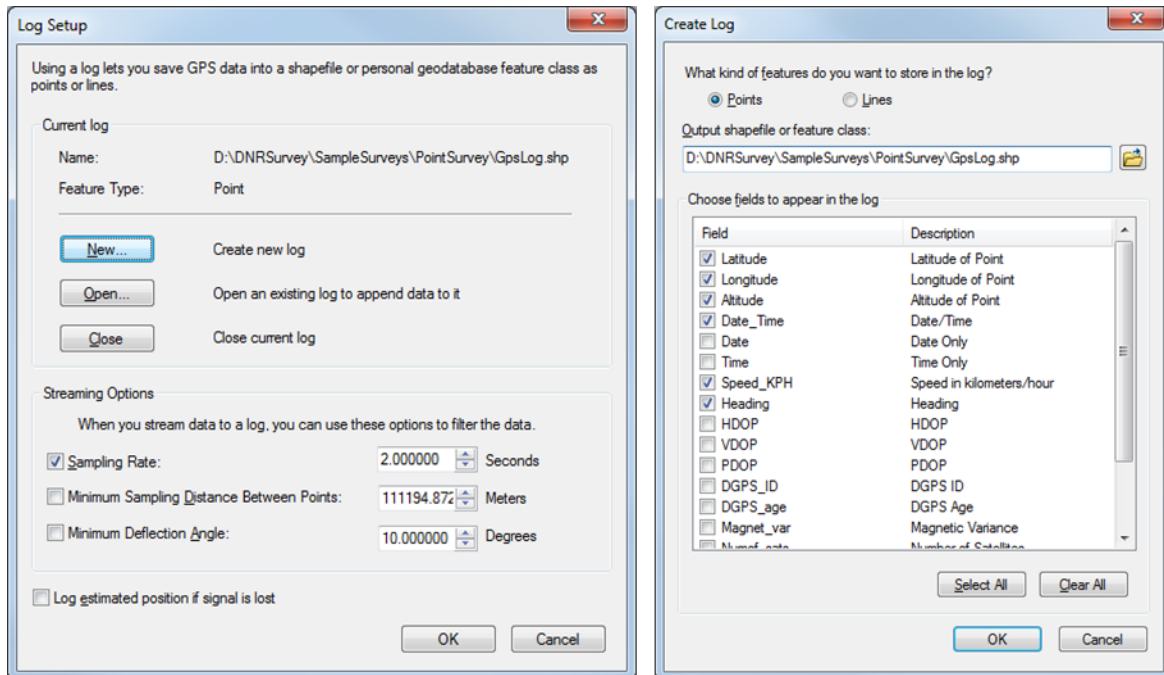 Log Setup
Using a log lets you save GPS data into a shapefile or personal geodatabase feature class as
points or lines.
Current log
Name: D:\DNRSurvey\SampleSurveys\PointSurvey\GpsLog.shp
Feature Type: Point
New... Create new log
Open... Open an existing log to append data to it
Close Close current log
Streaming Options
When you stream data to a log, you can use these options to filter the data.
Sampling Rate: 2.000000 Seconds
Minimum Sampling Distance Between Points: 111194.872 Meters
Minimum Deflection Angle: 10.000000 Degrees
Log estimated position if signal is lost
OK Cancel
Create Log
What kind of features do you want to store in the log?
Points Lines
Output shapefile or feature class:
D:\DNRSurvey\SampleSurveys\PointSurvey\GpsLog.shp
Choose fields to appear in the log
Field Description
Latitude Latitude of Point
Longitude Longitude of Point
Altitude Altitude of Point
Date_Time Date/Time
Date Date Only
Time Time Only
Speed_KPH Speed in kilometers/hour
Heading Heading
HDOP HDOP
VDOP VDOP
PDOP PDOP
DGPS_ID DGPS ID
DGPS_age DGPS Age
Magnet_var Magnetic Variance
Number of Satellites
Select All Clear All
OK Cancel